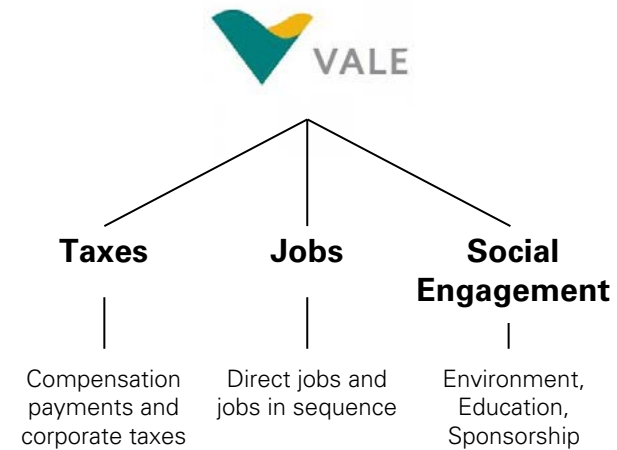 VALE
Taxes
Jobs
Social
Engagement
Compensation
payments and
corporate taxes
Direct jobs and
jobs in sequence
Environment,
Education,
Sponsorship